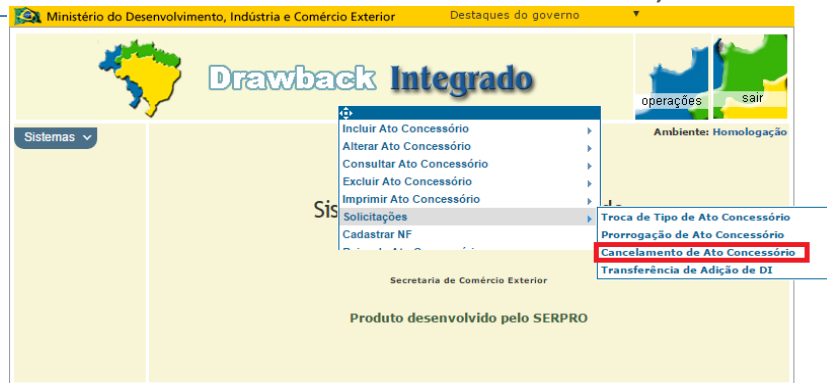 Ministério do Desenvolvimento, Indústria e Comércio Exterior
Destaques do governo
Drawback Integrado
operações
sair
Sistemas
Ambiente: Homologação
Incluir Ato Concessório
Alterar Ato Concessório
Consultar Ato Concessório
Excluir Ato Concessório
Imprimir Ato Concessório
Sis
Solicitações
Cadastrar NF
Troca de Tipo de Ato Concessório
Prorrogação de Ato Concessório
Cancelamento de Ato Concessório
Transferência de Adição de DI
Secretaria de Comércio Exterior
Produto desenvolvido pelo SERPRO